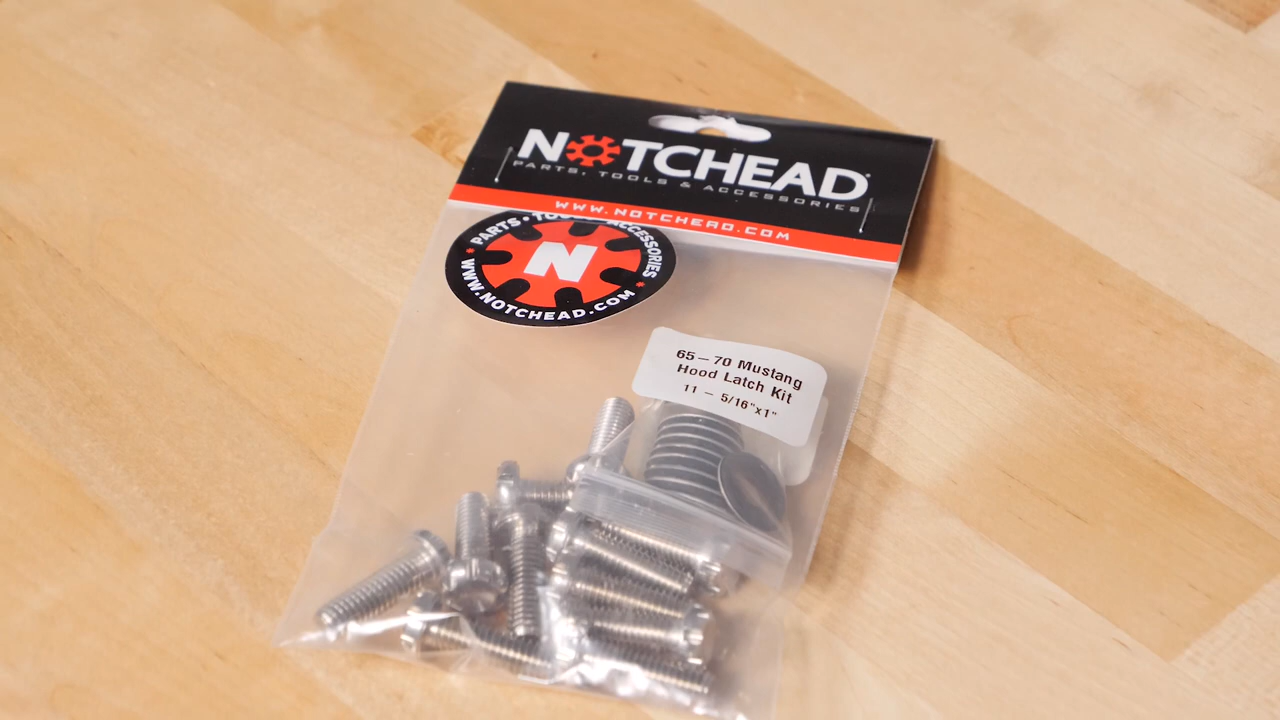 NOTCHEAD
PARTS, TOOLS & ACCESSORIES
WWW.NOTCHEAD.COM
PARTS • TOOLS ACCESSORIES
N
WWW.NOTCHEAD.COM
65 – 70 Mustang
Hood Latch Kit
11 – 5/16"x1"